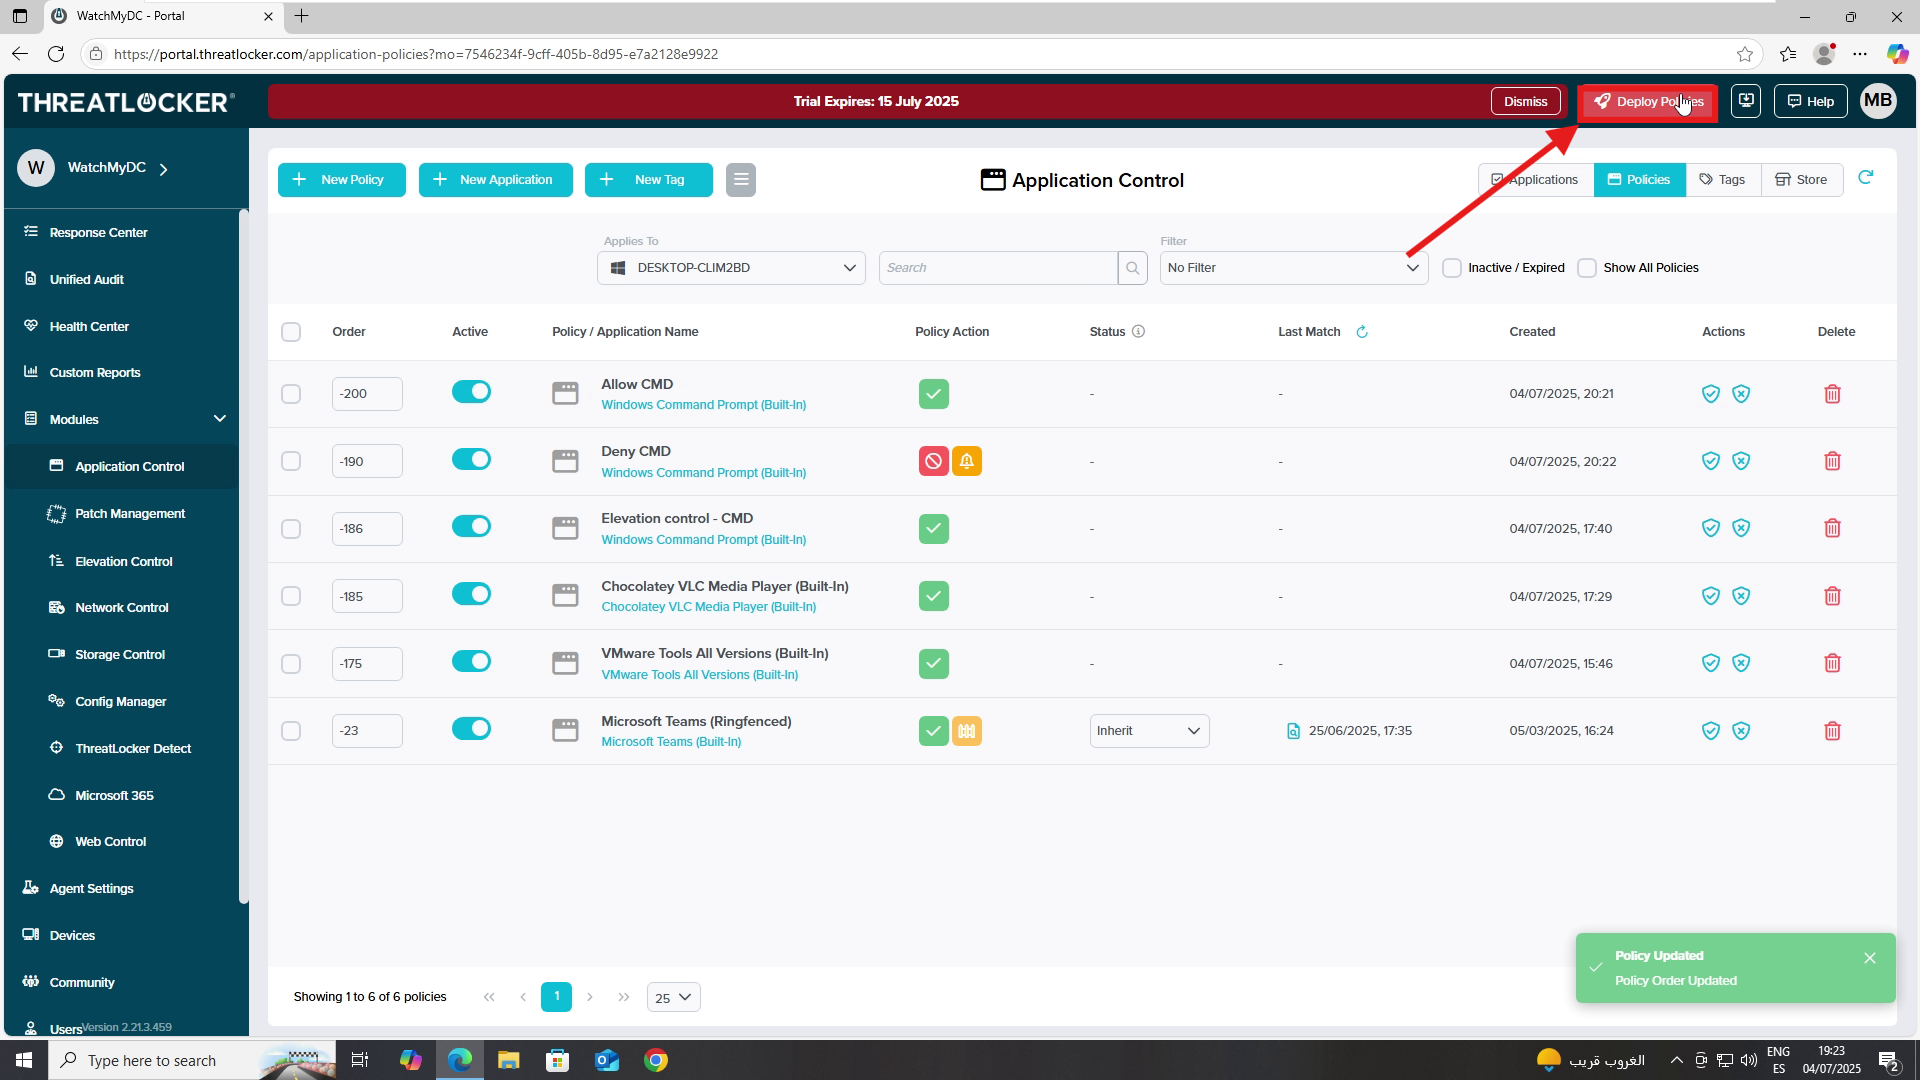 WatchMyDC - Portal
https://portal.threatlocker.com/application-policies?mo=7546234f-9cff-405b-8d95-e7a2128e9922
THREATLOCKER
Trial Expires: 15 July 2025
Dismiss
Deploy Policies
Help
MB
W
WatchMyDC
New Policy
New Application
New Tag
Application Control
Applications
Policies
Tags
Store
Response Center
Unified Audit
Health Center
Custom Reports
Modules
Application Control
Patch Management
Elevation Control
Network Control
Storage Control
Config Manager
ThreatLocker Detect
Microsoft 365
Web Control
Agent Settings
Devices
Community
Users
Version 2.21.3.459
Applies To
DESKTOP-CLIM2BD
Search
Filter
No Filter
Inactive / Expired
Show All Policies
Order Active Policy / Application Name Policy Action Status Last Match Created Actions Delete
-200 Allow CMD - - 04/07/2025, 20:21
Windows Command Prompt (Built-In)
-190 Deny CMD - - 04/07/2025, 20:22
Windows Command Prompt (Built-In)
-186 Elevation control - CMD - - 04/07/2025, 17:40
Windows Command Prompt (Built-In)
-185 Chocolatey VLC Media Player (Built-In) - - 04/07/2025, 17:29
Chocolatey VLC Media Player (Built-In)
-175 VMware Tools All Versions (Built-In) - - 04/07/2025, 15:46
VMware Tools All Versions (Built-In)
-23 Microsoft Teams (Ringfenced) Inherit 25/06/2025, 17:35 05/03/2025, 16:24
Microsoft Teams (Built-In)
Policy Updated
Policy Order Updated
Showing 1 to 6 of 6 policies
1
25
Type here to search
الغروب قريب
ENG
ES
19:23
04/07/2025
2